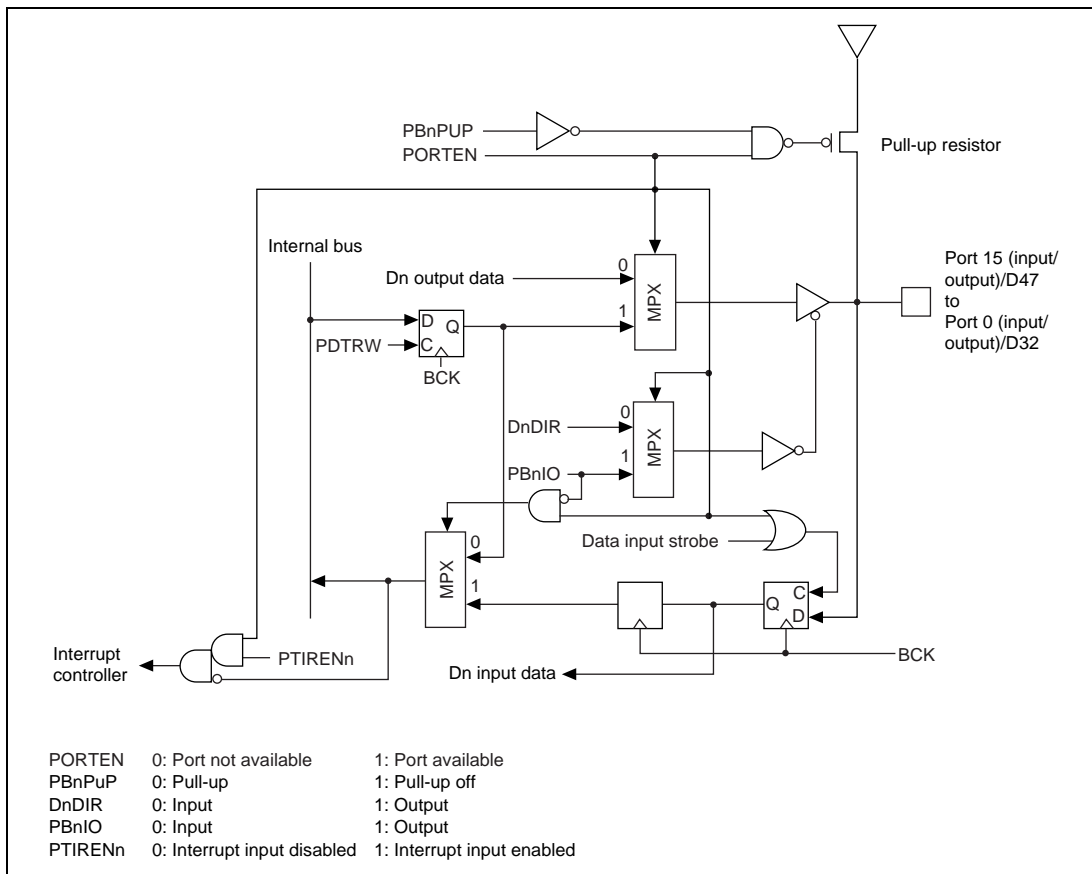 PBnPUP
PORTEN
Pull-up resistor
Internal bus
Dn output data
0
MPX
1
Port 15 (input/
output)/D47
to
Port 0 (input/
output)/D32
D Q
C
PDTRW
BCK
DnDIR
0
MPX
1
PBnIO
Data input strobe
MPX
0
1
Q C
D
Interrupt
controller
PTIRENn
Dn input data
BCK
PORTEN 0: Port not available 1: Port available
PBnPuP 0: Pull-up 1: Pull-up off
DnDIR 0: Input 1: Output
PBnIO 0: Input 1: Output
PTIRENn 0: Interrupt input disabled 1: Interrupt input enabled